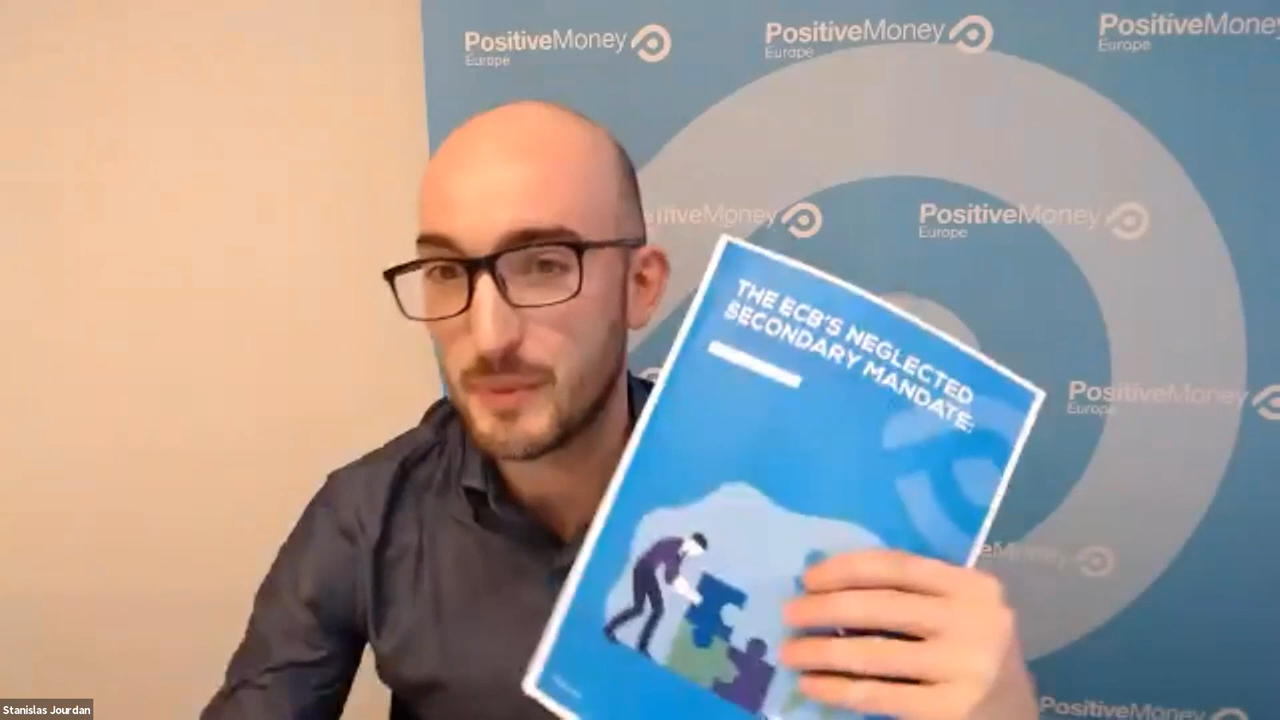 PositiveMoney
Europe
PositiveMoney
Europe
PositiveMoney
Europe
PositiveMoney
PositiveMoney
Europe
PositiveMoney
Europe
THE ECB'S NEGLECTED
SECONDARY MANDATE:
PositiveMoney
Stanislas Jourdan